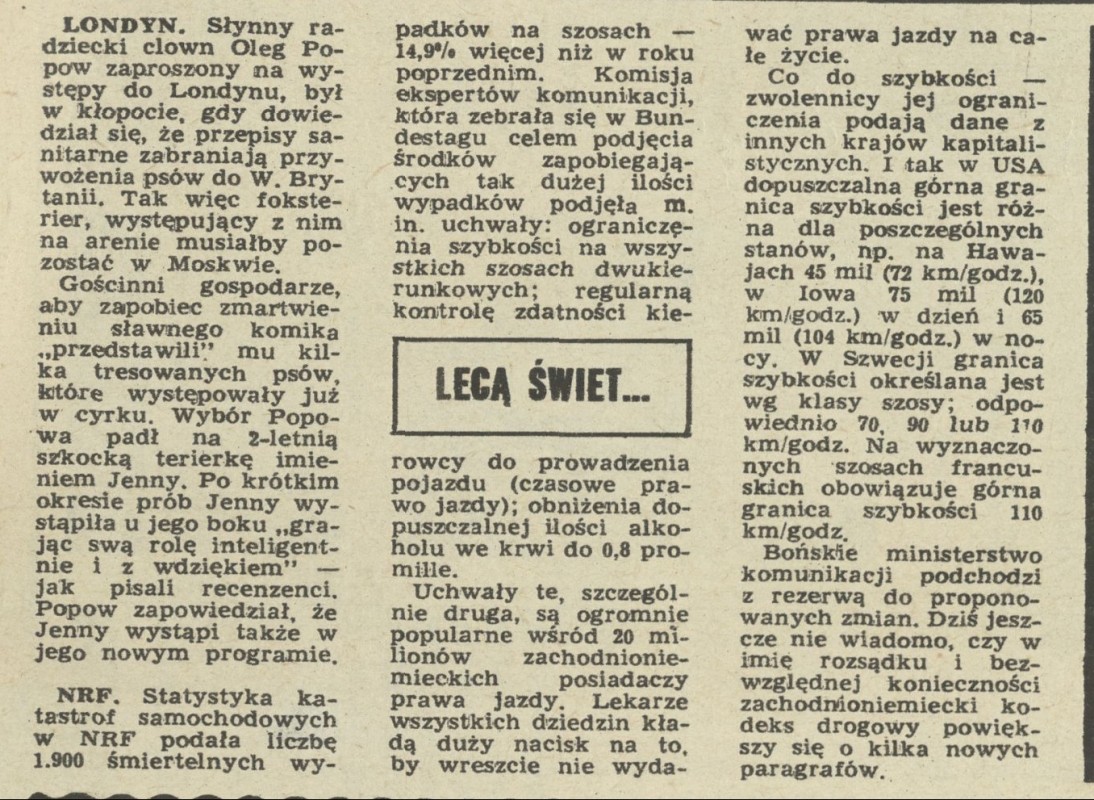 LONDYN. Słynny ra-
dziecki clown Oleg Po-
pow zaproszony na wy-
stępy do Londynu, był
w kłopocie, gdy dowie-
dział się, że przepisy sa-
nitarne zabraniają przy-
wożenia psów do W. Bry-
tanii. Tak więc fokste-
rier, występujący z nim
na arenie musiałby po-
zostać w Moskwie.
Gościnni gospodarze,
aby zapobiec zmartwie-
niu sławnego komika
„przedstawili” mu kil-
ka tresowanych psów,
które występowały już
w cyrku. Wybór Popo-
wa padł na 2-letnią
szkocką terierkę imie-
niem Jenny. Po krótkim
okresie prób Jenny wy-
stąpiła u jego boku „gra-
jąc swą rolę inteligent-
nie i z wdziękiem” —
jak pisali recenzenci.
Popow zapowiedział, że
Jenny wystąpi także w
jego nowym programie.
NRF. Statystyka ka-
tastrof samochodowych
w NRF podała liczbę
1.900 śmiertelnych wy-
padków na szosach —
14,9% więcej niż w roku
poprzednim. Komisja
ekspertów komunikacji,
która zebrała się w Bun-
destagu celem podjęcia
środków zapobiegają-
cych tak dużej ilości
wypadków podjęła m.
in. uchwały: ograniczę-
nia szybkości na wszy-
stkich szosach dwukie-
runkowych; regularną
kontrolę zdatności kie-
LECĄ ŚWIET...
rowcy do prowadzenia
pojazdu (czasowe pra-
wo jazdy); obniżenia do-
puszczalnej ilości alko-
holu we krwi do 0,8 pro-
mille.
Uchwały te, szczegól-
nie druga, są ogromnie
popularne wśród 20 mi-
lionów zachodnionie-
mieckich posiadaczy
prawa jazdy. Lekarze
wszystkich dziedzin kła-
dą duży nacisk na to,
by wreszcie nie wyda-
wać prawa jazdy na ca-
łe życie.
Co do szybkości —
zwolennicy jej ograni-
czenia podają dane z
innych krajów kapitali-
stycznych. I tak w USA
dopuszczalna górna gra-
nica szybkości jest róż-
na dla poszczególnych
stanów, np. na Hawa-
jach 45 mil (72 km/godz.),
w Iowa 75 mil (120
km/godz.) w dzień i 65
mil (104 km/godz.) w no-
cy. W Szwecji granica
szybkości określana jest
wg klasy szosy; odpo-
wiednio 70, 90 lub 110
km/godz. Na wyznaczo-
nych szosach francu-
skich obowiązuje górna
granica szybkości 110
km/godz.
Bońskie ministerstwo
komunikacji podchodzi
z rezerwą do propono-
wanych zmian. Dziś jesz-
cze nie wiadomo, czy w
imię rozsądku i bez-
względnej konieczności
zachodnioniemiecki ko-
deks drogowy powięk-
szy się o kilka nowych
paragrafów.